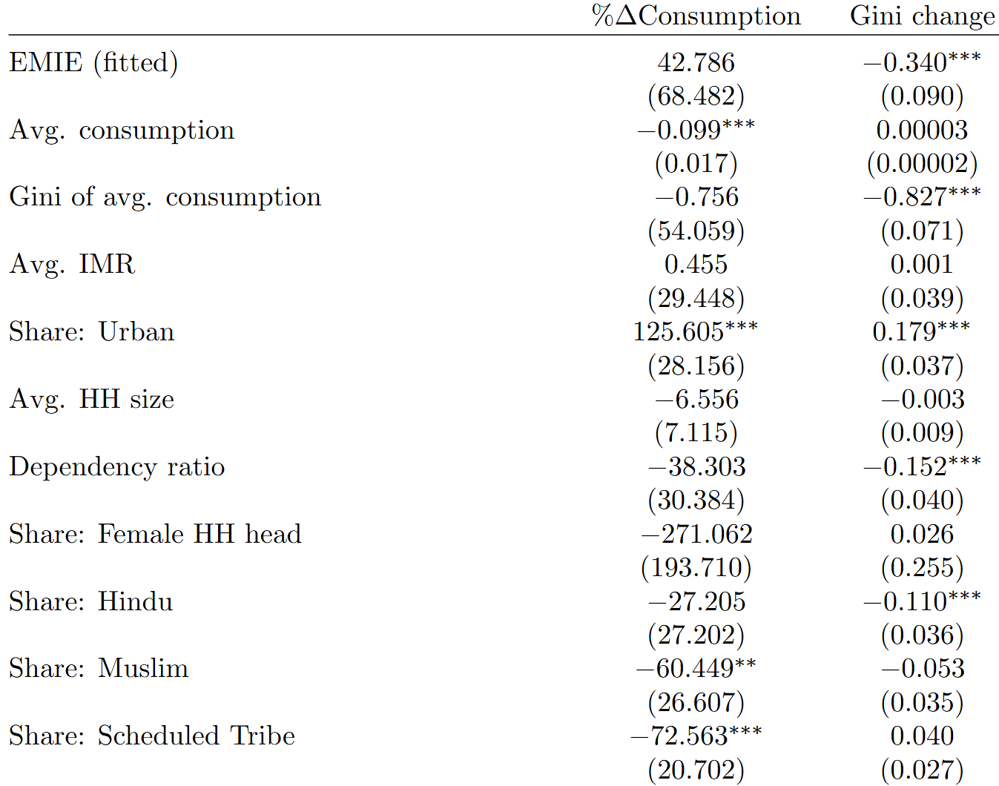 %ΔConsumption Gini change
EMIE (fitted) 42.786 −0.340***
(68.482) (0.090)
Avg. consumption −0.099*** 0.00003
(0.017) (0.00002)
Gini of avg. consumption −0.756 −0.827***
(54.059) (0.071)
Avg. IMR 0.455 0.001
(29.448) (0.039)
Share: Urban 125.605*** 0.179***
(28.156) (0.037)
Avg. HH size −6.556 −0.003
(7.115) (0.009)
Dependency ratio −38.303 −0.152***
(30.384) (0.040)
Share: Female HH head −271.062 0.026
(193.710) (0.255)
Share: Hindu −27.205 −0.110***
(27.202) (0.036)
Share: Muslim −60.449** −0.053
(26.607) (0.035)
Share: Scheduled Tribe −72.563*** 0.040
(20.702) (0.027)